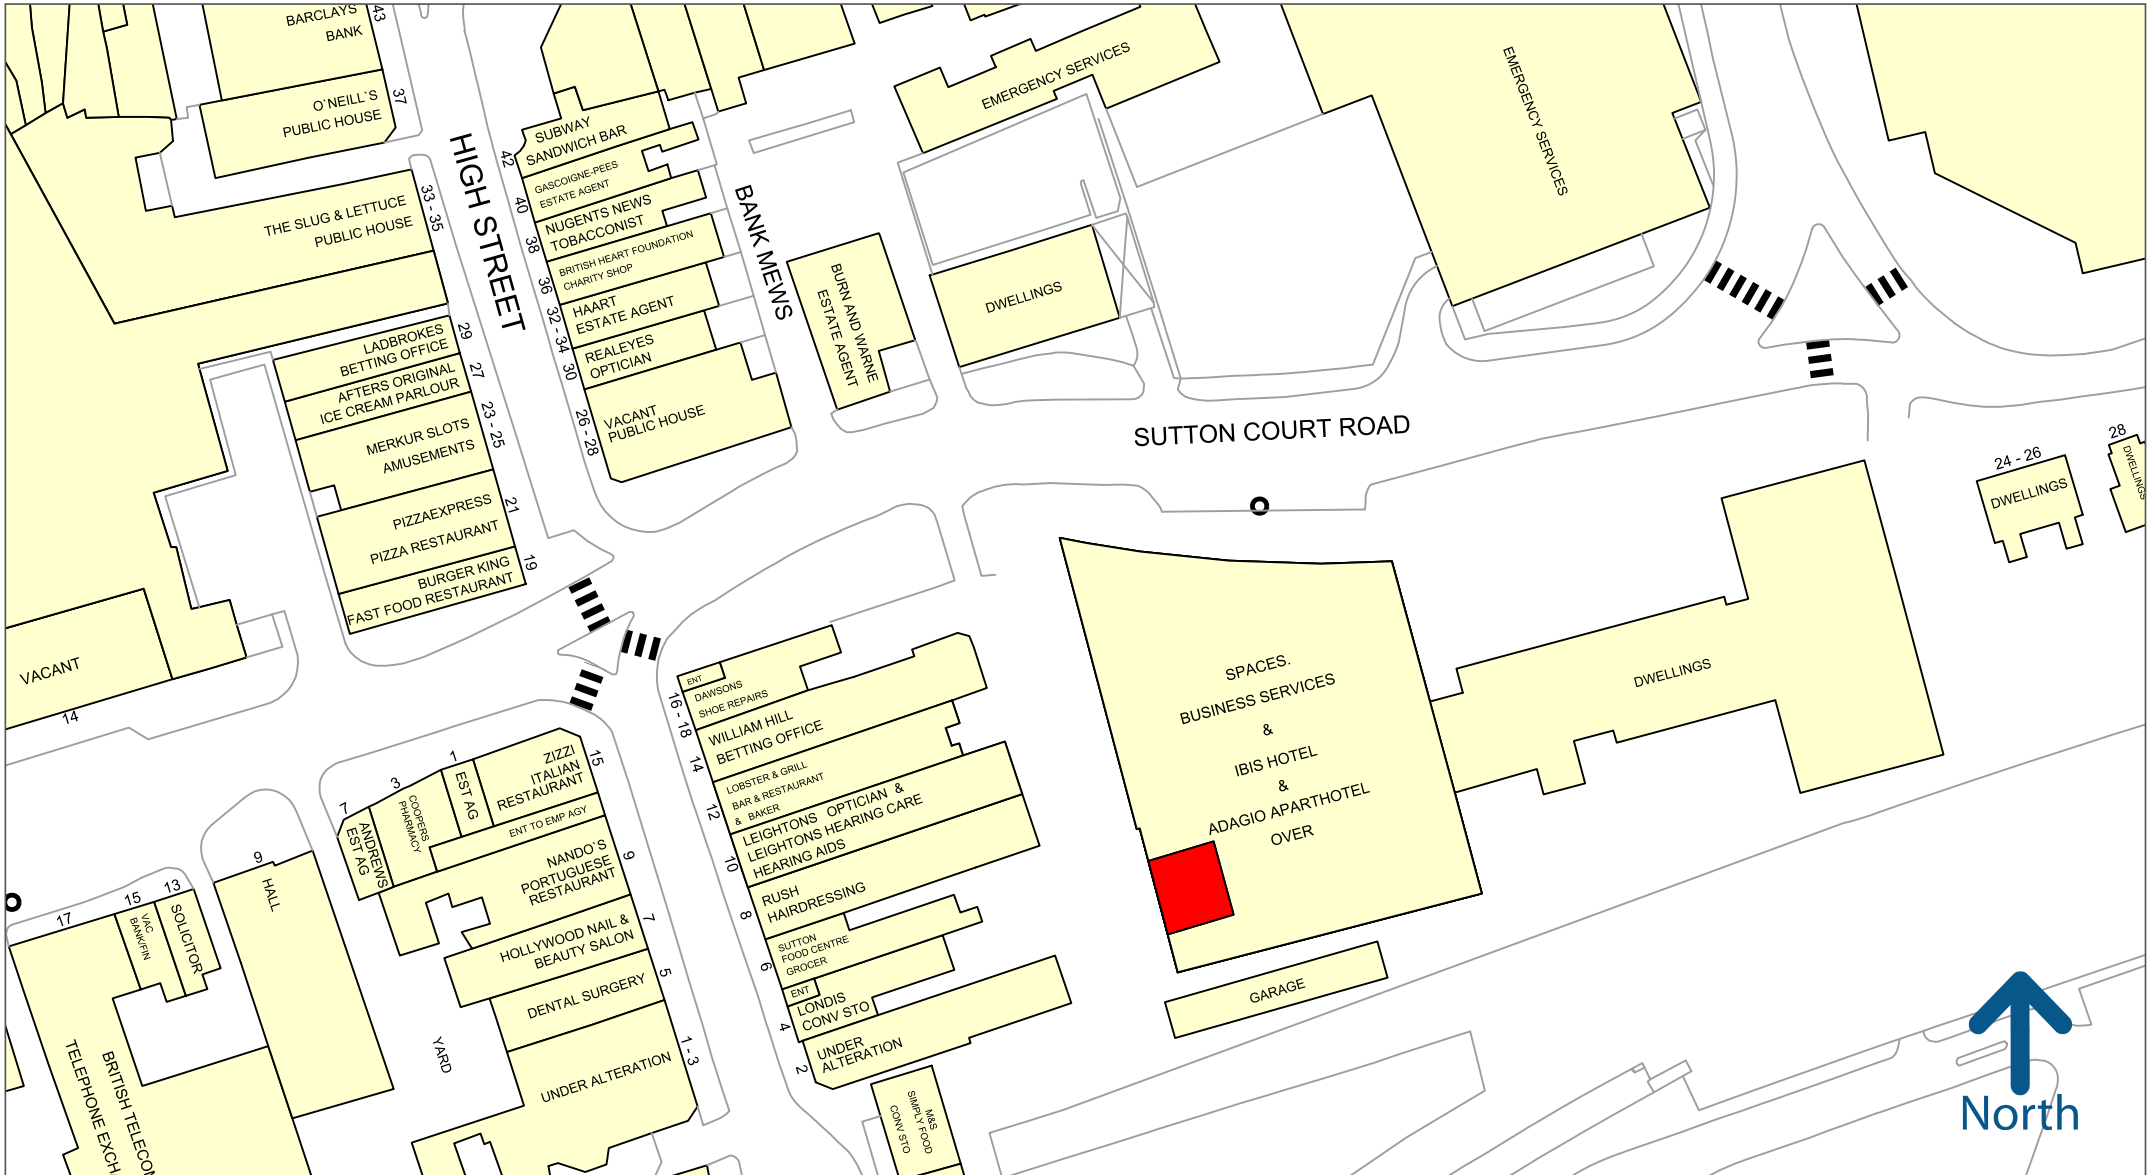 BARCLAYS
BANK
43
O`NEILL`S
PUBLIC HOUSE
37
THE SLUG & LETTUCE
PUBLIC HOUSE
33 - 35
HIGH STREET
LADBROKES
BETTING OFFICE
29
AFTERS ORIGINAL
ICE CREAM PARLOUR
27
MERKUR SLOTS
AMUSEMENTS
23 - 25
PIZZAEXPRESS
PIZZA RESTAURANT
21
BURGER KING
FAST FOOD RESTAURANT
19
SUBWAY
SANDWICH BAR
42
GASCOIGNE-PEES
ESTATE AGENT
40
NUGENTS NEWS
TOBACCONIST
38
BRITISH HEART FOUNDATION
CHARITY SHOP
36
HAART
ESTATE AGENT
32 - 34
REALEYES
OPTICIAN
30
VACANT
PUBLIC HOUSE
26 - 28
BANK MEWS
BURN AND WARNE
ESTATE AGENT
EMERGENCY SERVICES
DWELLINGS
EMERGENCY SERVICES
SUTTON COURT ROAD
24 - 26
DWELLINGS
28
DWELLINGS
DWELLINGS
SPACES.
BUSINESS SERVICES
&
IBIS HOTEL
&
ADAGIO APARTHOTEL
OVER
GARAGE
VACANT
14
ENT
DAWSONS
SHOE REPAIRS
16 - 18
WILLIAM HILL
BETTING OFFICE
14
LOBSTER & GRILL
BAR & RESTAURANT
& BAKER
12
LEIGHTONS OPTICIAN &
LEIGHTONS HEARING CARE
HEARING AIDS
10
RUSH
HAIRDRESSING
8
SUTTON
FOOD CENTRE
GROCER
6
ENT
LONDIS
CONV STO
4
UNDER
ALTERATION
2
M&S
SIMPLY FOOD
CONV STO
1
EST AG
3
COOPERS
PHARMACY
7
ANDREWS
EST AG
ZIZZI
ITALIAN
RESTAURANT
15
ENT TO EMP AGY
NANDO`S
PORTUGUESE
RESTAURANT
9
HOLLYWOOD NAIL &
BEAUTY SALON
7
DENTAL SURGERY
5
UNDER ALTERATION
1 - 3
YARD
9
HALL
13
SOLICITOR
15
VAC
BANK/FIN
17
BRITISH TELECOM
TELEPHONE EXCHA
North